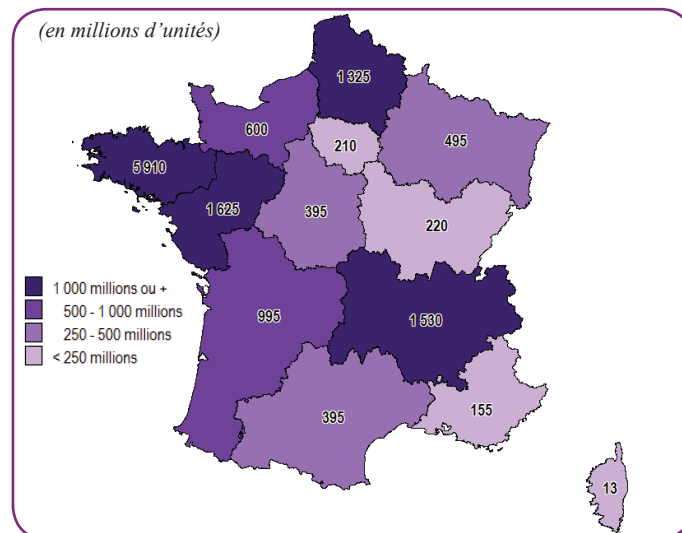 (en millions d’unités)
1 325
600
210
495
5 910
1 625
395
220
1 000 millions ou +
500 - 1 000 millions
995
1 530
250 - 500 millions
< 250 millions
395
155
13